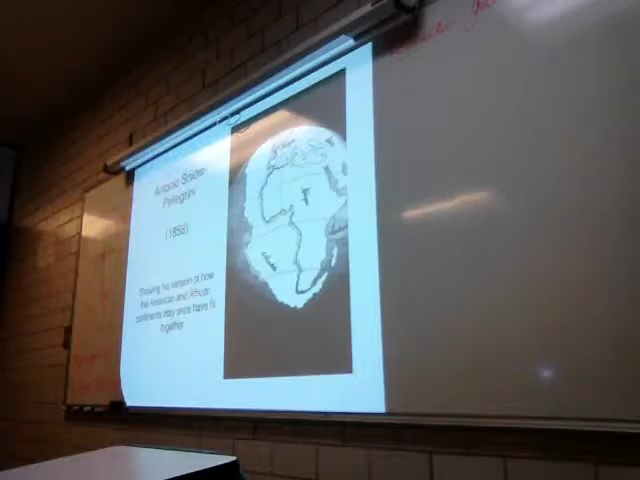 Antonio Snider-
Pellegrini
(1858)
Showing his version of how
the American and African
continents may once have fit
together